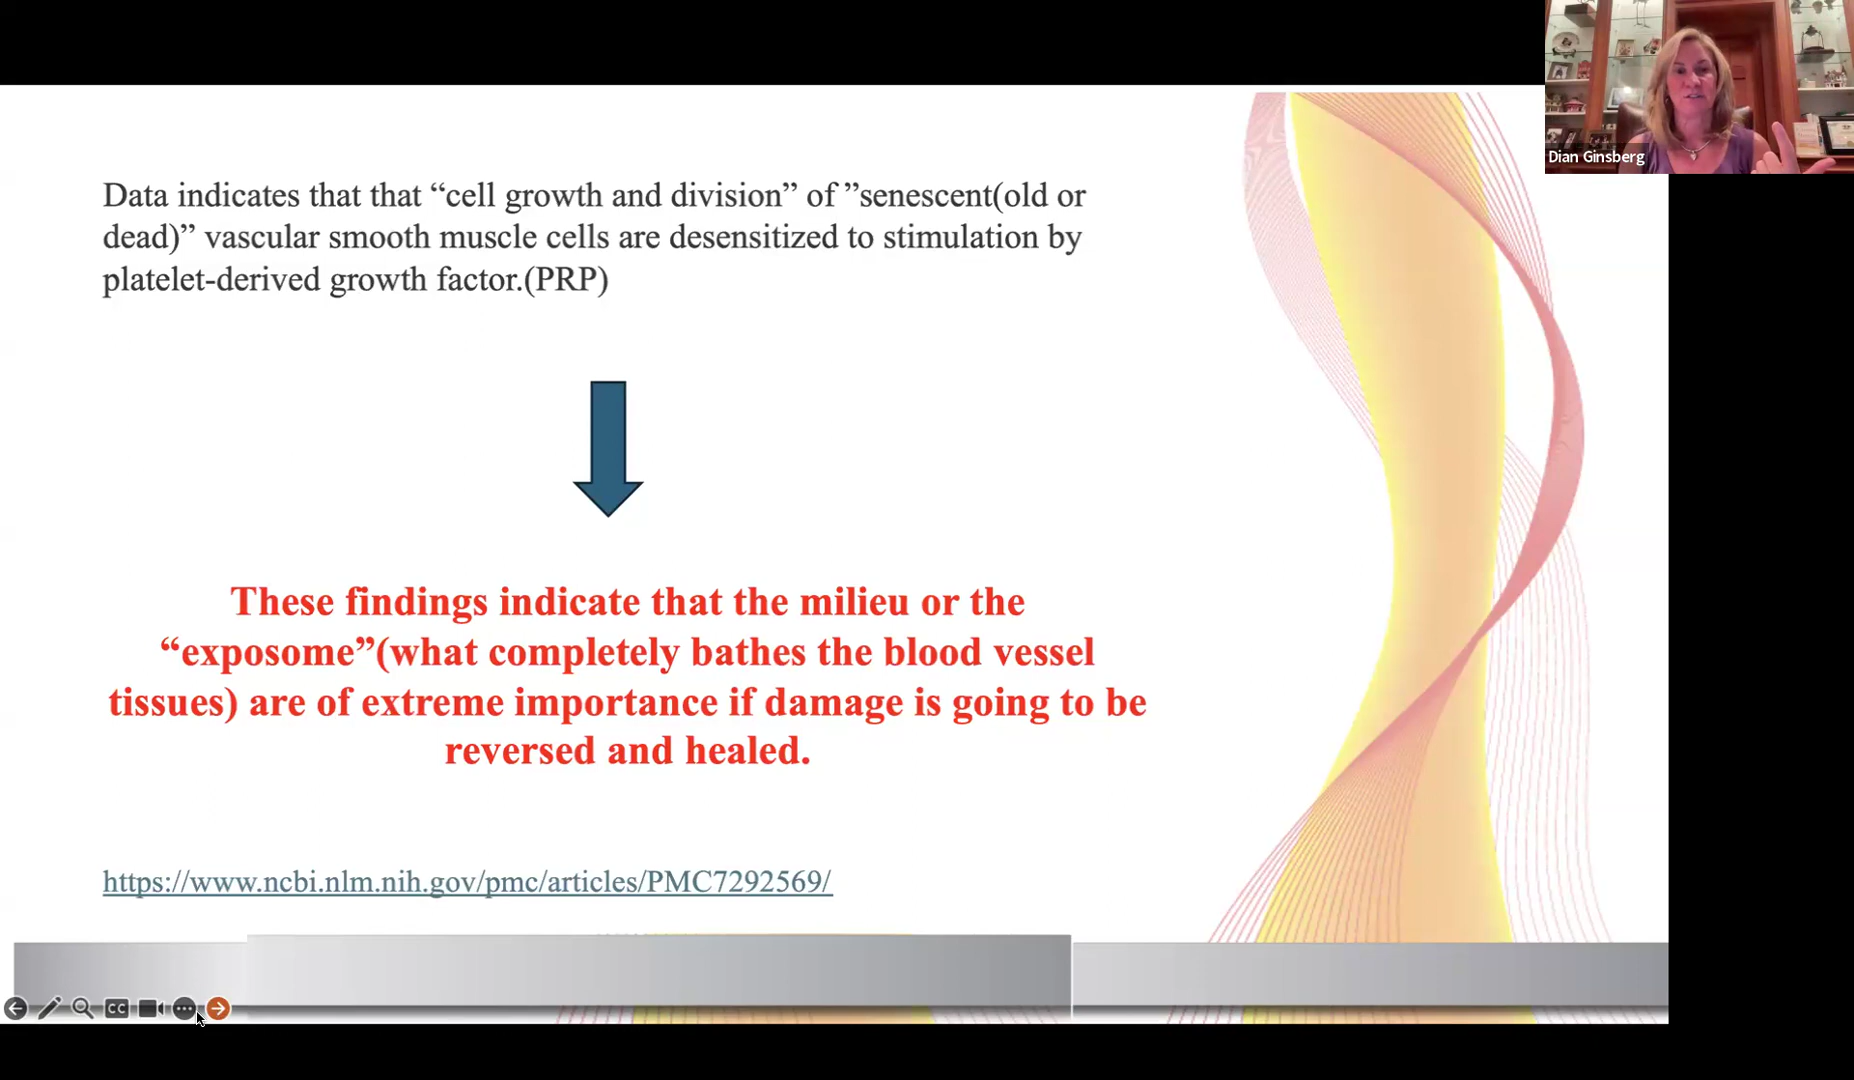 Dian Ginsberg
Data indicates that that “cell growth and division” of ”senescent(old or
dead)” vascular smooth muscle cells are desensitized to stimulation by
platelet-derived growth factor.(PRP)
These findings indicate that the milieu or the
“exposome”(what completely bathes the blood vessel
tissues) are of extreme importance if damage is going to be
reversed and healed.
https://www.ncbi.nlm.nih.gov/pmc/articles/PMC7292569/
CC